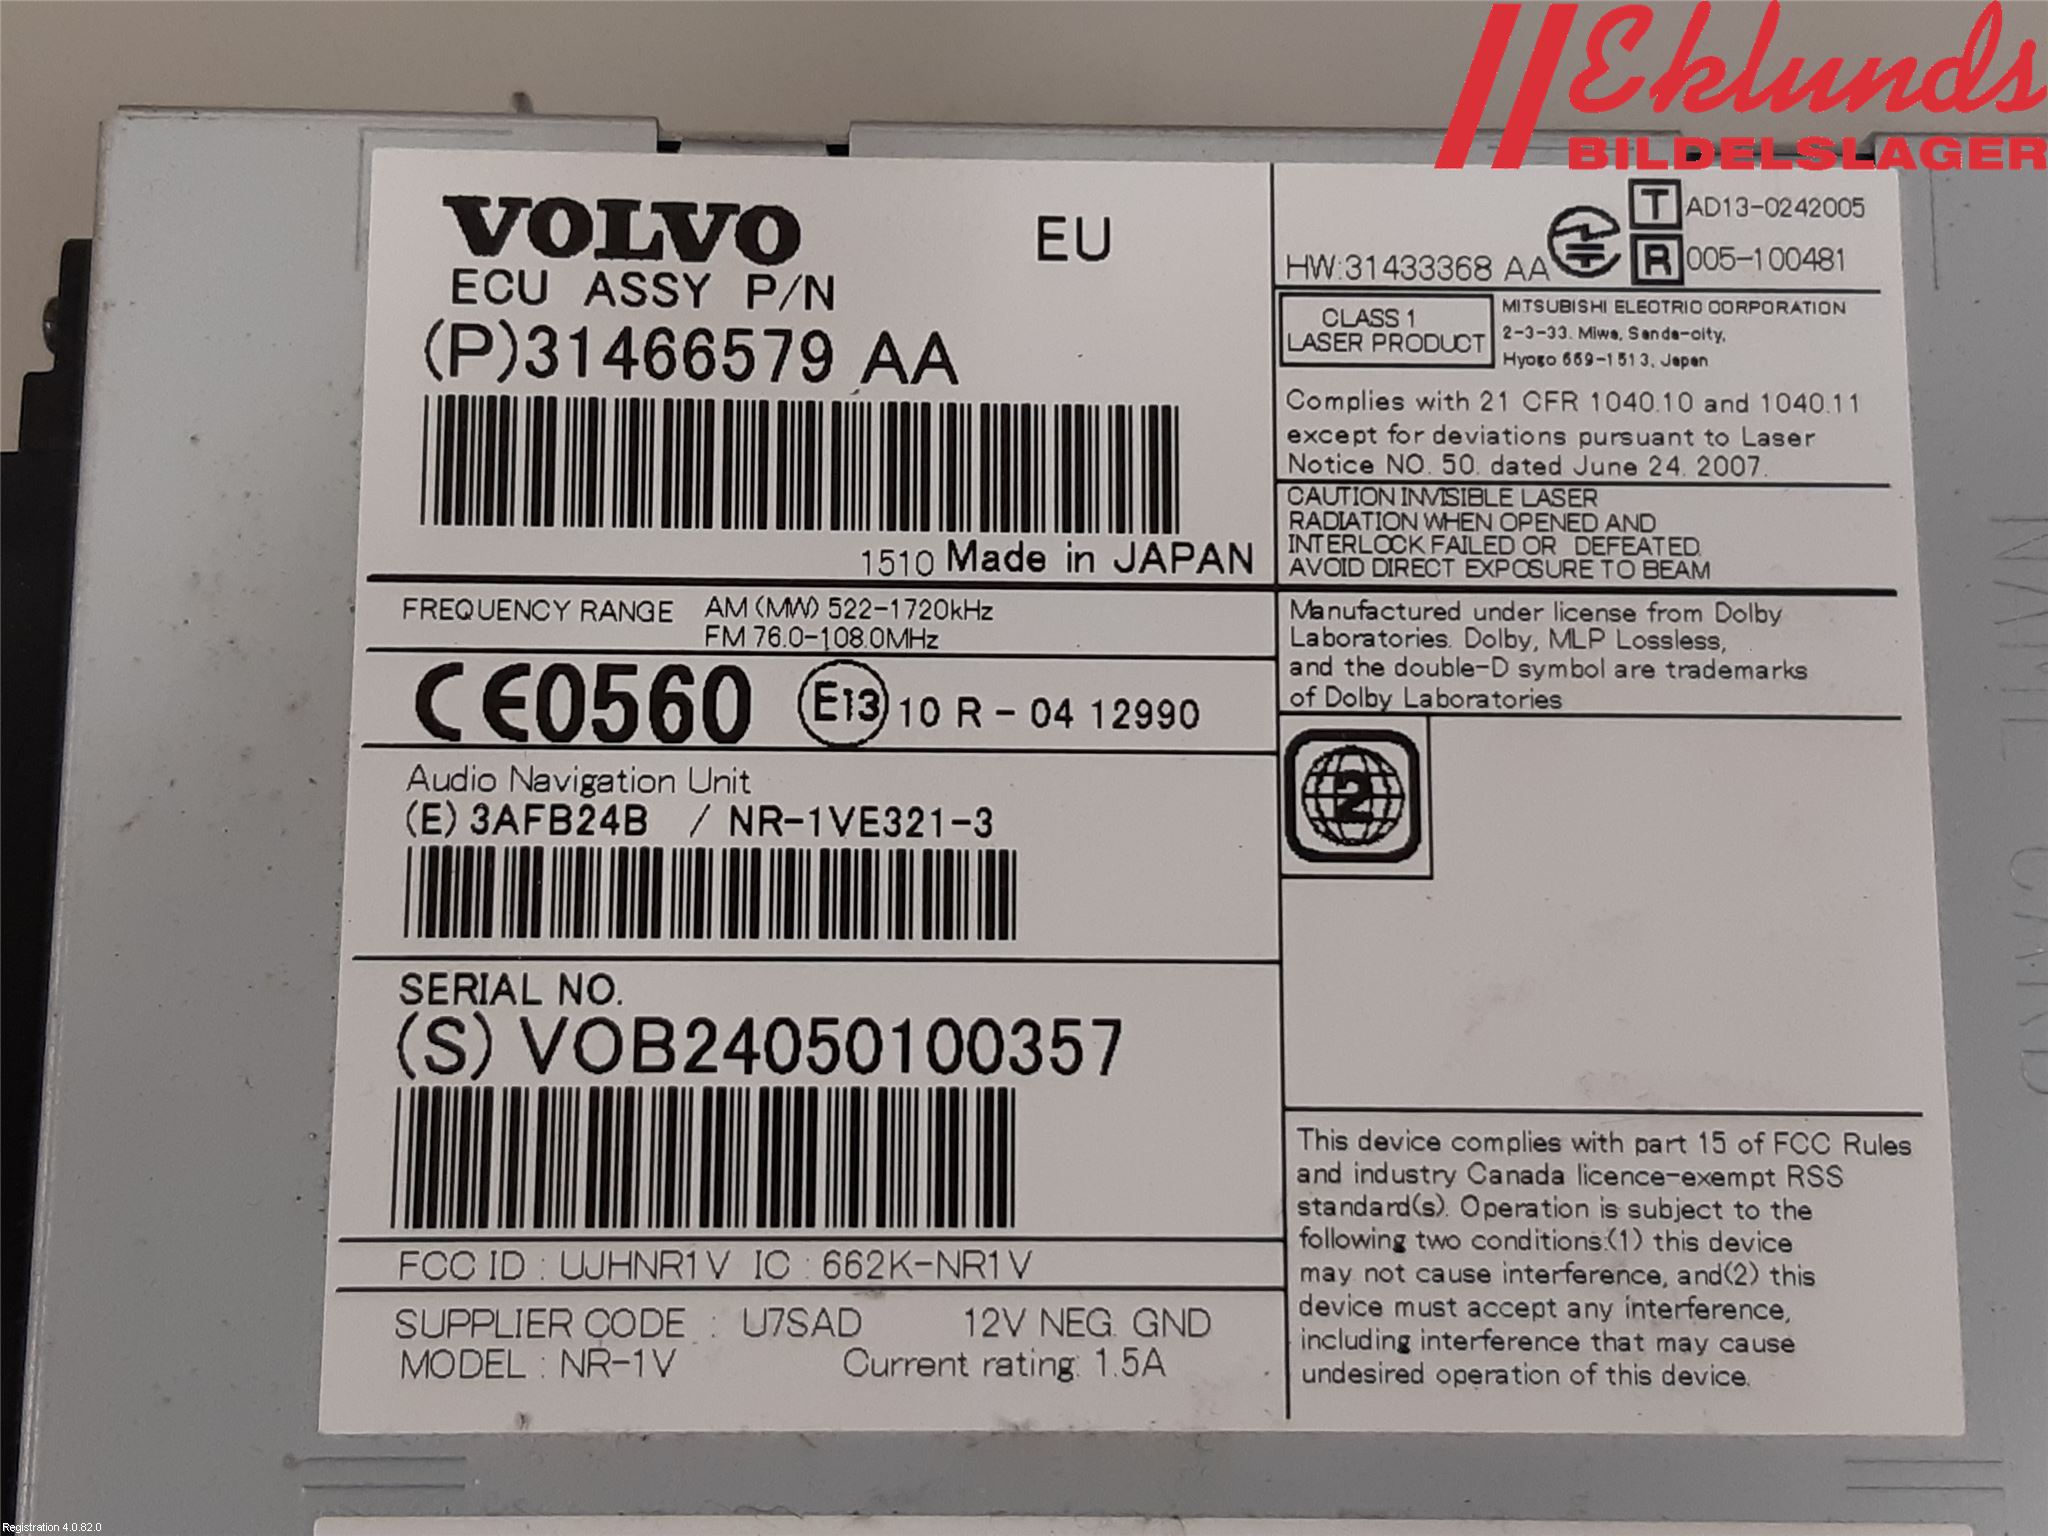 Eklunds
BILDELSLAGER
VOLVO
EU
ECU ASSY P/N
(P)31466579 AA
1510 Made in JAPAN
FREQUENCY RANGE AM (MW) 522-1720kHz
FM 76.0-108.0MHz
CE0560 E13 10 R - 04 12990
Audio Navigation Unit
(E) 3AFB24B / NR-1VE321-3
SERIAL NO.
(S) VOB24050100357
FCC ID : UJHNR1V IC : 662K-NR1V
SUPPLIER CODE : U7SAD 12V NEG. GND
MODEL : NR-1V Current rating: 1.5A
T AD13-0242005
HW:31433368 AA R 005-100481
CLASS 1
LASER PRODUCT
MITSUBISHI ELECTRIC CORPORATION
2-3-33. Miwa, Sanda-city,
Hyogo 669-1513, Japan
Complies with 21 CFR 1040.10 and 1040.11
except for deviations pursuant to Laser
Notice NO. 50. dated June 24. 2007.
CAUTION INVISIBLE LASER
RADIATION WHEN OPENED AND
INTERLOCK FAILED OR DEFEATED.
AVOID DIRECT EXPOSURE TO BEAM
Manufactured under license from Dolby
Laboratories. Dolby, MLP Lossless,
and the double-D symbol are trademarks
of Dolby Laboratories
2
This device complies with part 15 of FCC Rules
and industry Canada licence-exempt RSS
standard(s). Operation is subject to the
following two conditions:(1) this device
may not cause interference, and(2) this
device must accept any interference,
including interference that may cause
undesired operation of this device.
Registration 4.0.82.0